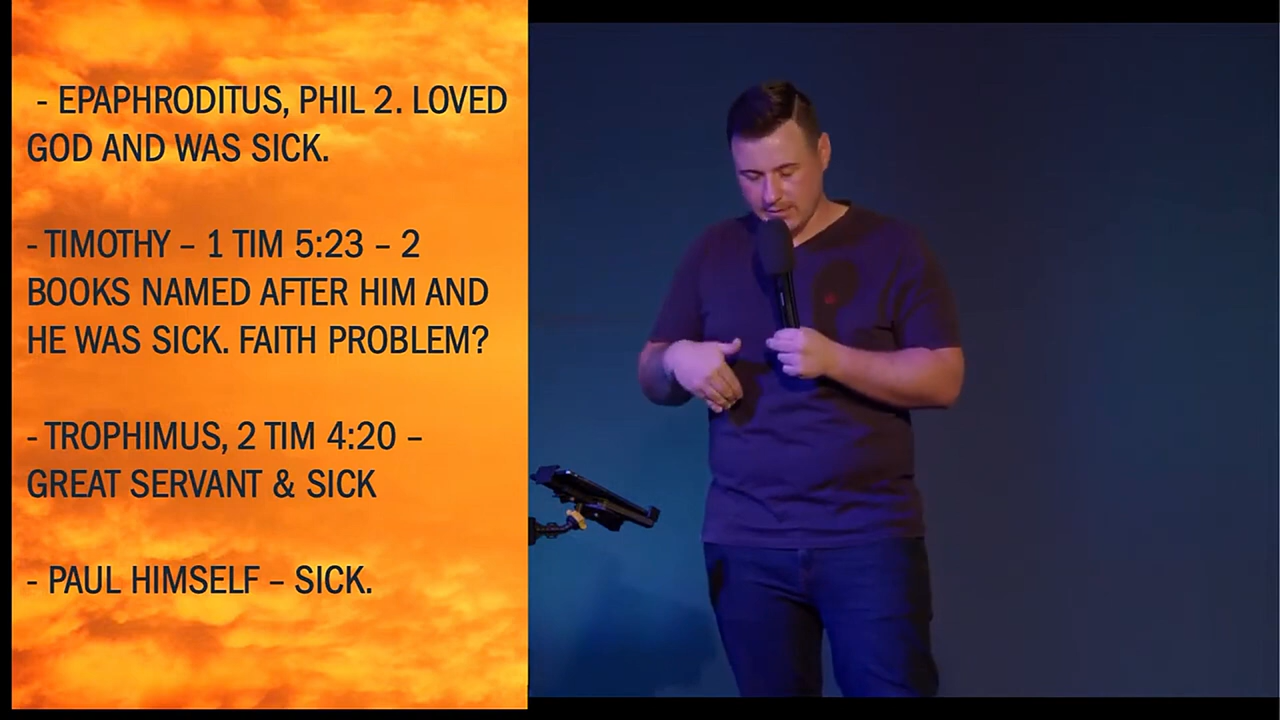 - EPAPHRODITUS, PHIL 2. LOVED
GOD AND WAS SICK.
- TIMOTHY – 1 TIM 5:23 – 2
BOOKS NAMED AFTER HIM AND
HE WAS SICK. FAITH PROBLEM?
- TROPHIMUS, 2 TIM 4:20 –
GREAT SERVANT & SICK
- PAUL HIMSELF – SICK.